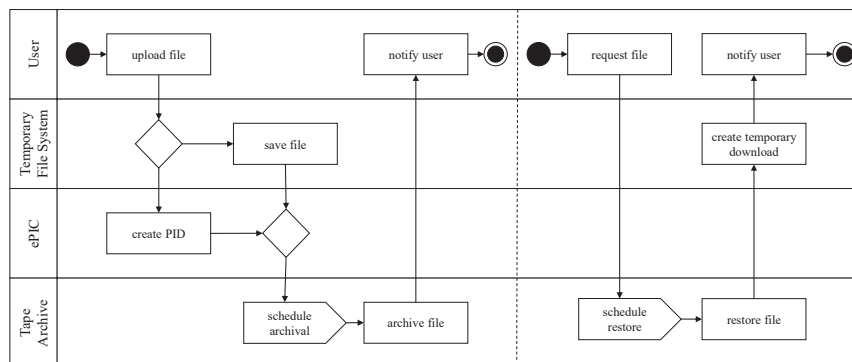 User
upload file
notify user
request file
notify user
Temporary
File System
save file
create temporary
download
ePIC
create PID
Tape
Archive
schedule
archival
archive file
schedule
restore
restore file